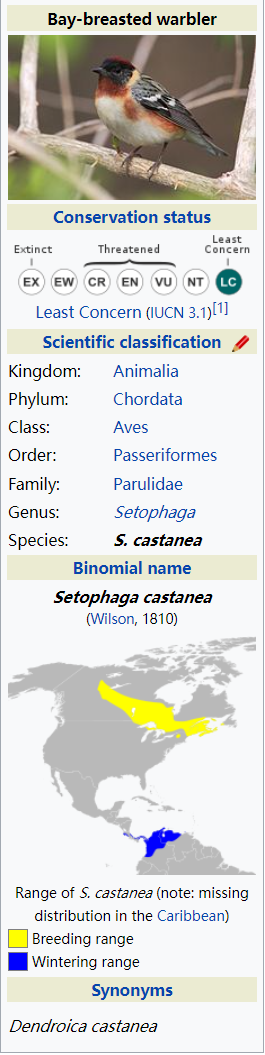 Bay-breasted warbler
Conservation status
Extinct
Threatened
Least
Concern
EX EW CR EN VU NT LC
Least Concern (IUCN 3.1)[1]
Scientific classification
Kingdom: Animalia
Phylum: Chordata
Class: Aves
Order: Passeriformes
Family: Parulidae
Genus: Setophaga
Species: S. castanea
Binomial name
Setophaga castanea
(Wilson, 1810)
Range of S. castanea (note: missing
distribution in the Caribbean)
Breeding range
Wintering range
Synonyms
Dendroica castanea